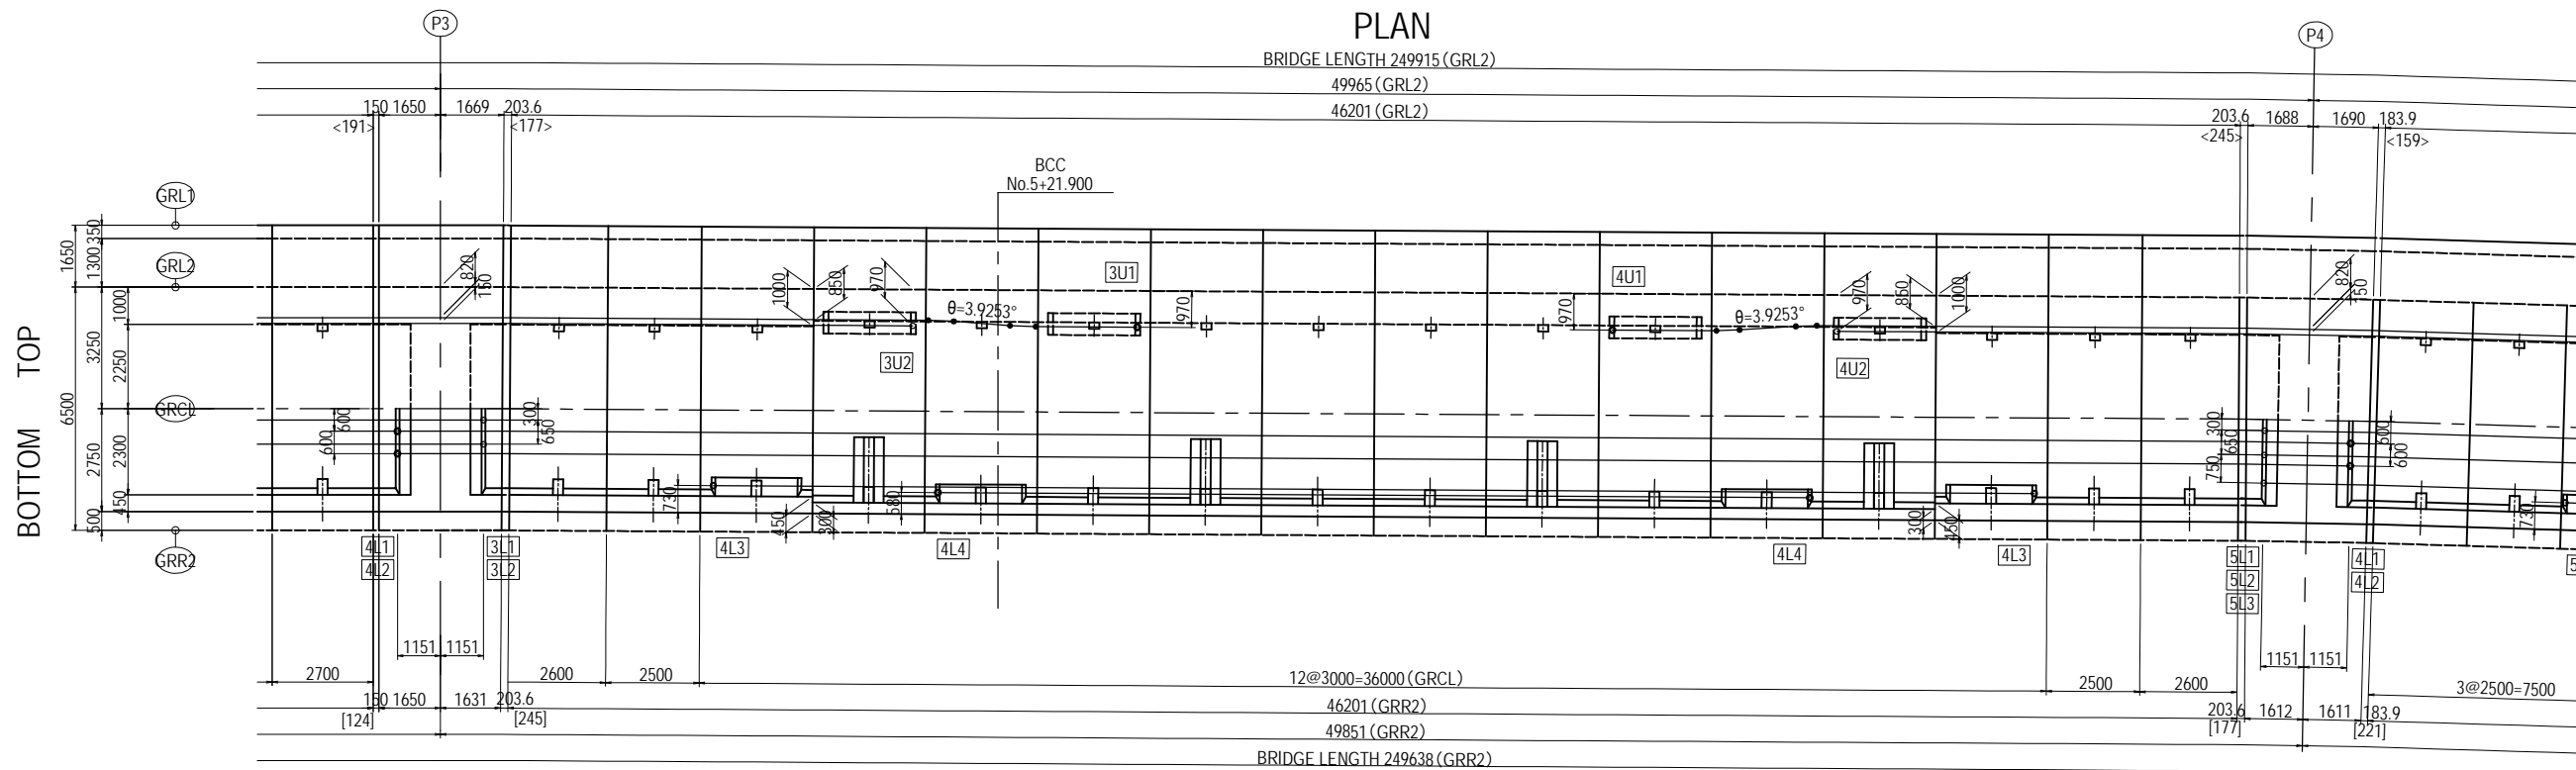 PLAN
P3
P4
BRIDGE LENGTH 249915(GRL2)
49965(GRL2)
46201(GRL2)
150 1650 1669 203.6
<191> <177>
203.6 1688 1690 183.9
<245> <159>
BCC
No.5+21.900
GRL1
GRL2
GRCL
GRR2
TOP
BOTTOM
1650
350
1300
1000
3250
2250
6500
2750
2300
450
500
820
150
1000
850
970
θ=3.9253°
3U1
970
3U2
970
4U1
θ=3.9253°
4U2
970
850
1000
820
150
600
600
300
650
730
450
300
580
300
450
300
650
750
600
600
730
4L1
4L2
3L1
3L2
4L3
4L4
4L4
4L3
5L1
5L2
5L3
4L1
4L2
5
1151 1151
1151 1151
2700
2600 2500
12@3000=36000(GRCL)
2500 2600
3@2500=7500
150 1650 1631 203.6
[124] [245]
46201(GRR2)
203.6 1612 1611 183.9
[177] [221]
49851(GRR2)
BRIDGE LENGTH 249638(GRR2)